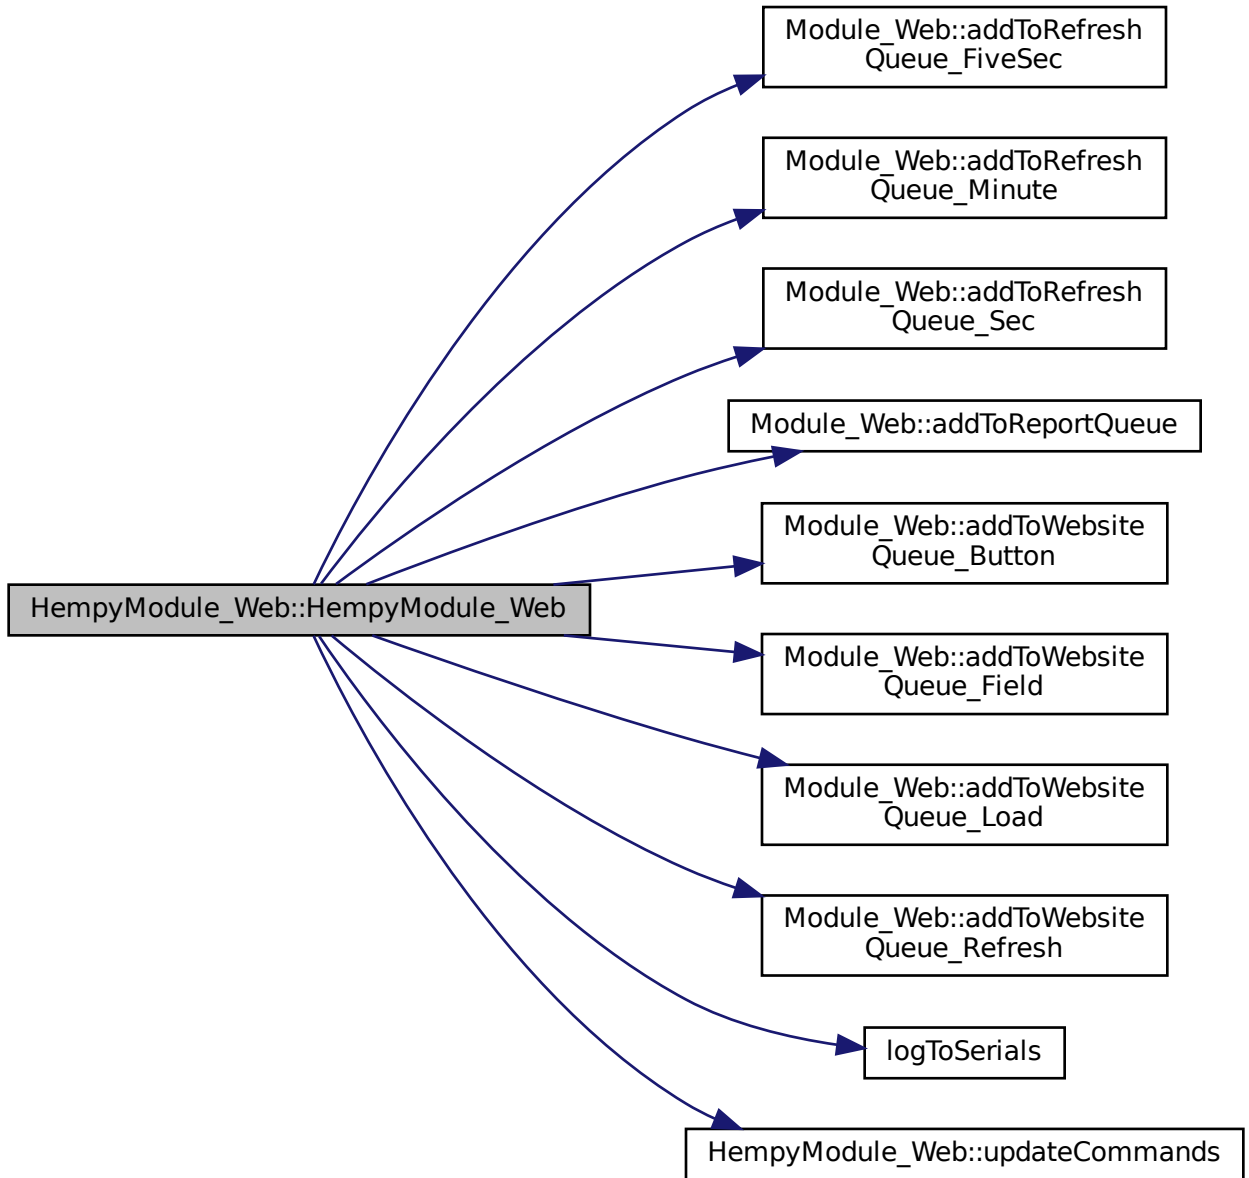 Module_Web::addToRefresh
Queue_FiveSec
Module_Web::addToRefresh
Queue_Minute
Module_Web::addToRefresh
Queue_Sec
Module_Web::addToReportQueue
Module_Web::addToWebsite
Queue_Button
HempyModule_Web::HempyModule_Web
Module_Web::addToWebsite
Queue_Field
Module_Web::addToWebsite
Queue_Load
Module_Web::addToWebsite
Queue_Refresh
logToSerials
HempyModule_Web::updateCommands